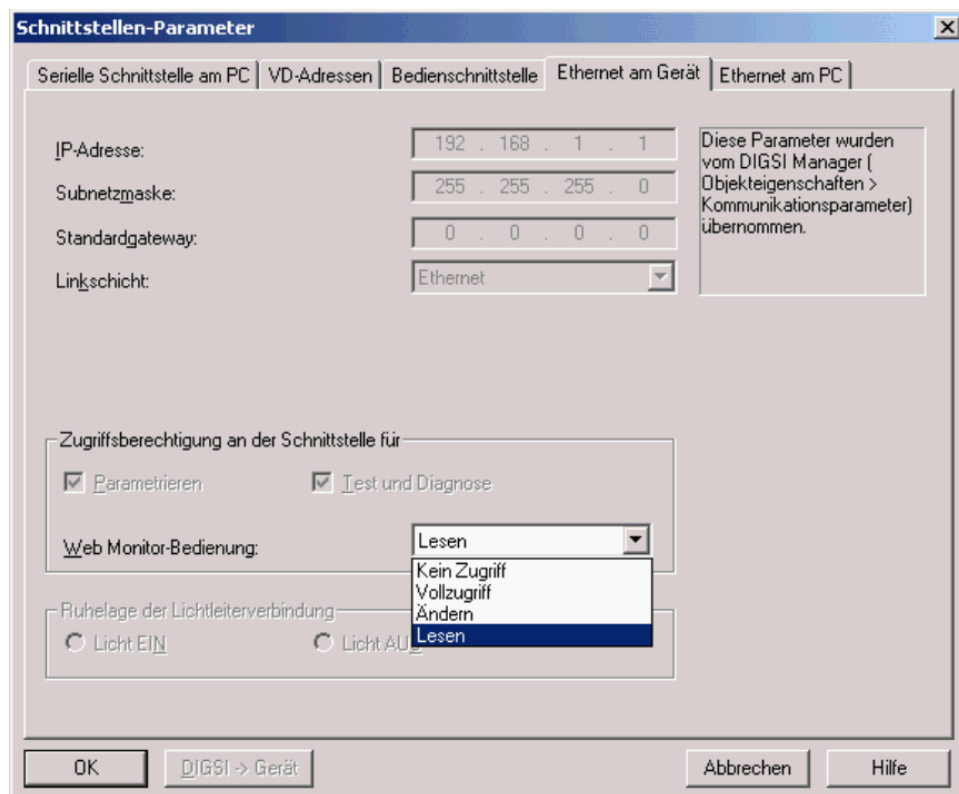 Schnittstellen-Parameter
Serielle Schnittstelle am PC VD-Adressen Bedienschnittstelle Ethernet am Gerät Ethernet am PC
IP-Adresse: 192 . 168 . 1 . 1
Subnetzmaske: 255 . 255 . 255 . 0
Standardgateway: 0 . 0 . 0 . 0
Linkschicht: Ethernet
Diese Parameter wurden
vom DIGSI Manager (
Objekteigenschaften >
Kommunikationsparameter)
übernommen.
Zugriffsberechtigung an der Schnittstelle für
Parametrieren Test und Diagnose
Web Monitor-Bedienung: Lesen
Kein Zugriff
Vollzugriff
Ändern
Lesen
Ruhelage der Lichtleiterverbindung
Licht EIN Licht AUS
OK DIGSI -> Gerät Abbrechen Hilfe